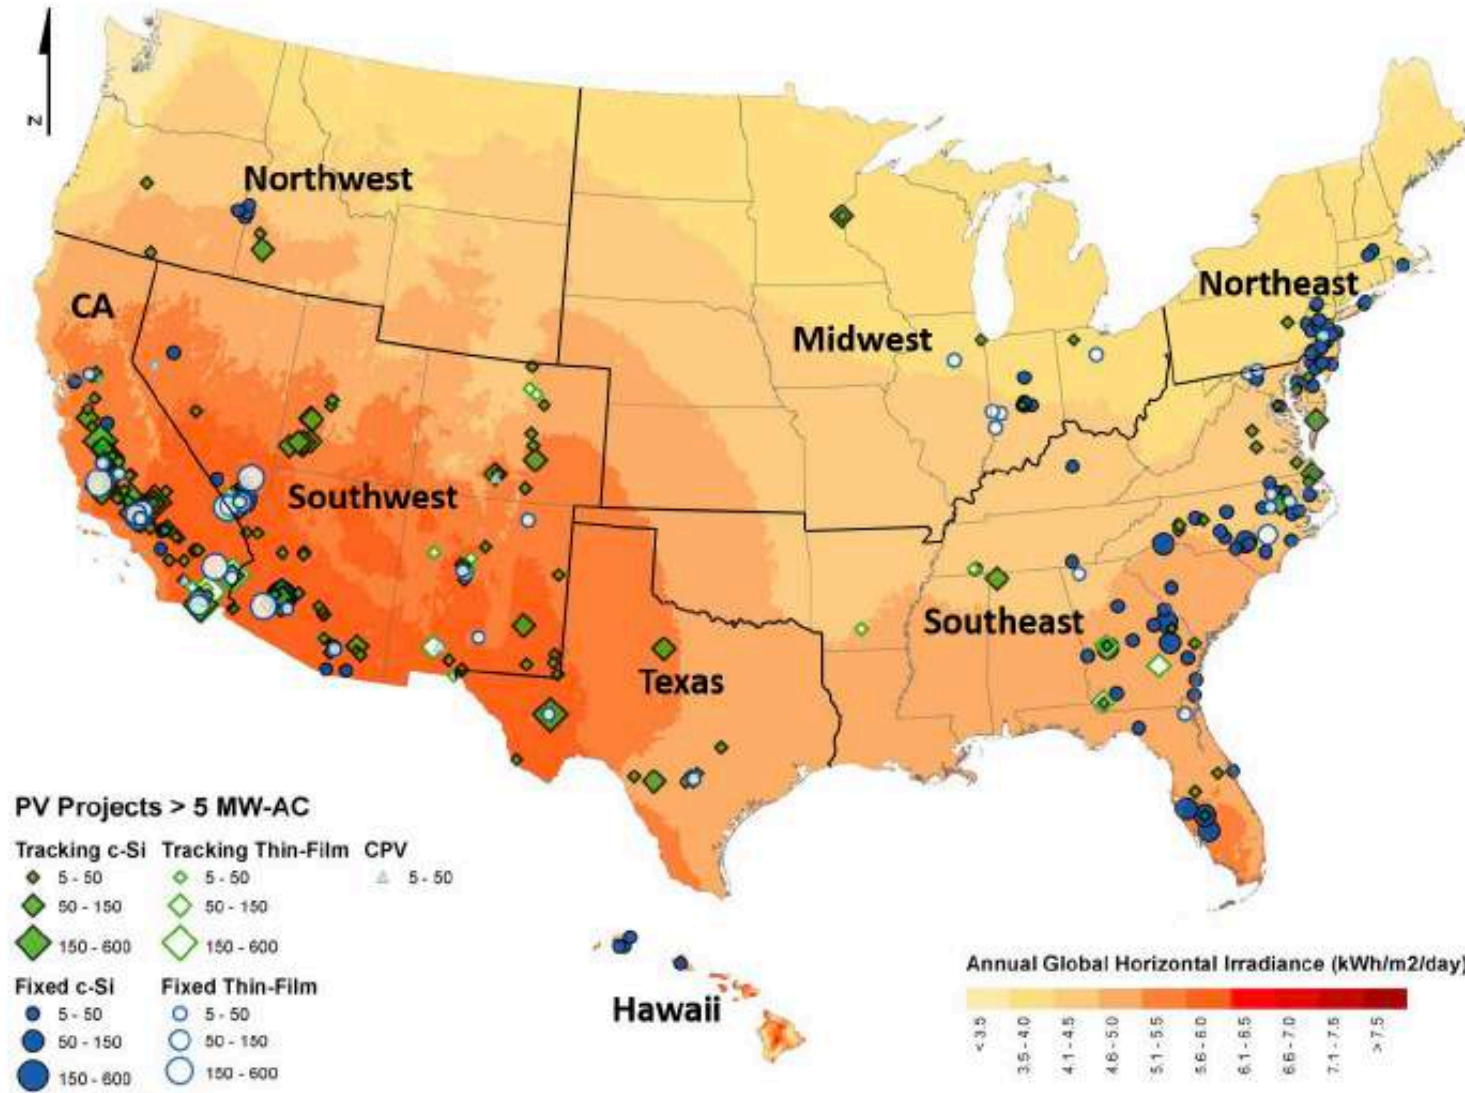 N
Northwest
CA
Northeast
Midwest
Southwest
Southeast
Texas
PV Projects > 5 MW-AC
Tracking c-Si Tracking Thin-Film CPV
5 - 50 5 - 50 5 - 50
50 - 150 50 - 150
150 - 600 150 - 600
Fixed c-Si Fixed Thin-Film
5 - 50 5 - 50
50 - 150 50 - 150
150 - 600 150 - 600
Hawaii
Annual Global Horizontal Irradiance (kWh/m2/day)
< 3.5
3.5 - 4.0
4.1 - 4.5
4.6 - 5.0
5.1 - 5.5
5.6 - 6.0
6.1 - 6.5
6.6 - 7.0
7.1 - 7.5
> 7.5